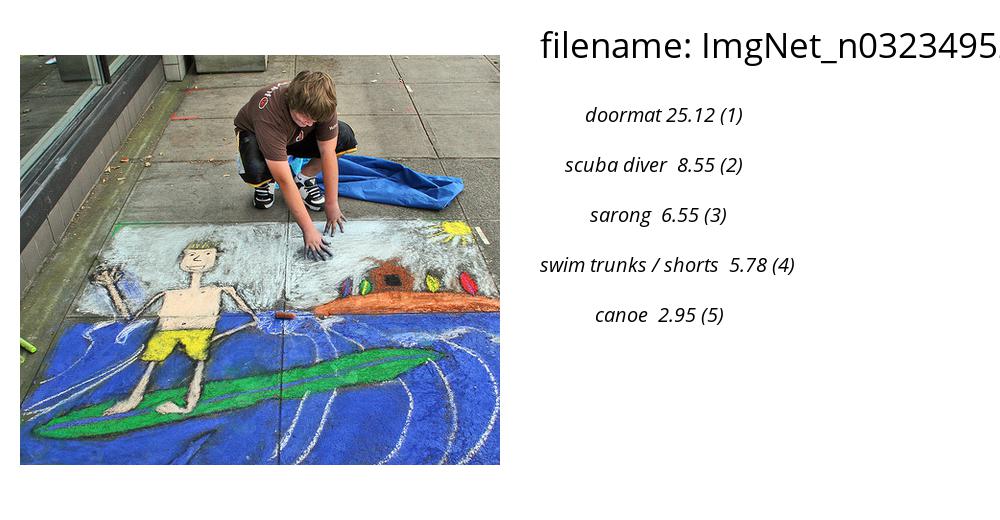 filename: ImgNet_n0323495
doormat 25.12 (1)
scuba diver 8.55 (2)
sarong 6.55 (3)
swim trunks / shorts 5.78 (4)
canoe 2.95 (5)